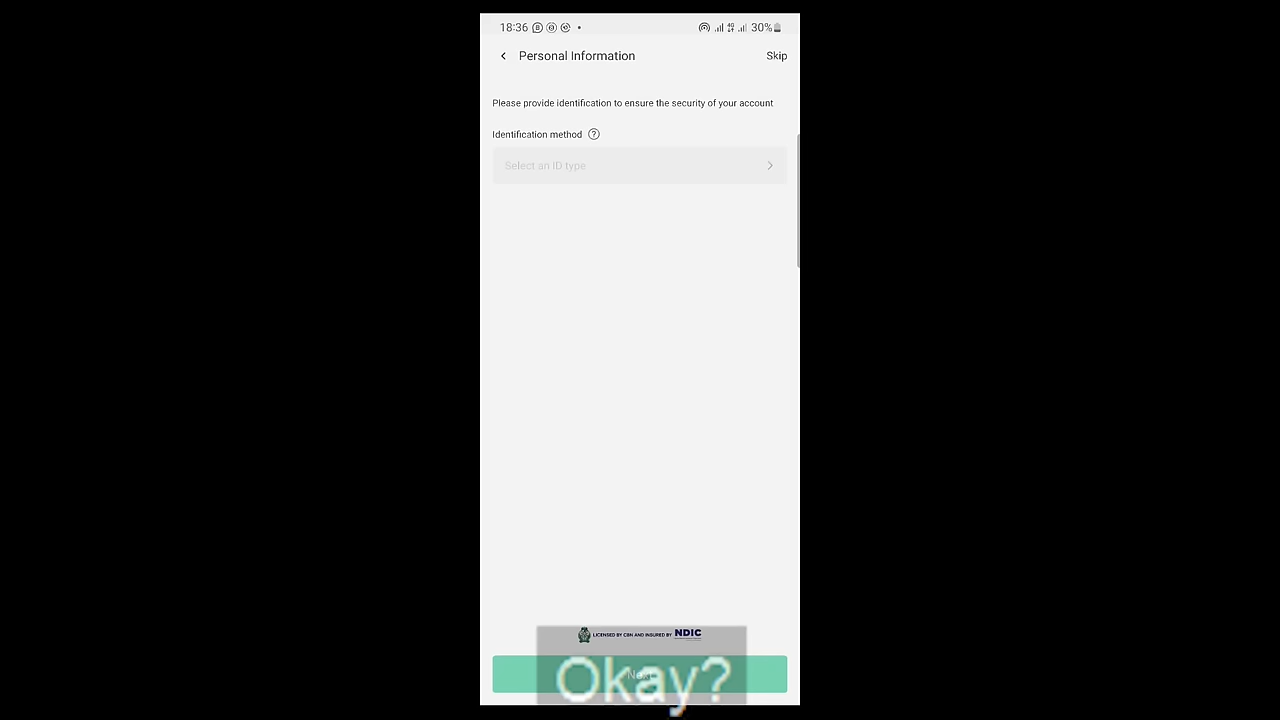 18:36 30%
Personal Information Skip
Please provide identification to ensure the security of your account
Identification method ?
Select an ID type
LICENSED BY CBN AND INSURED BY NDIC
Okay?